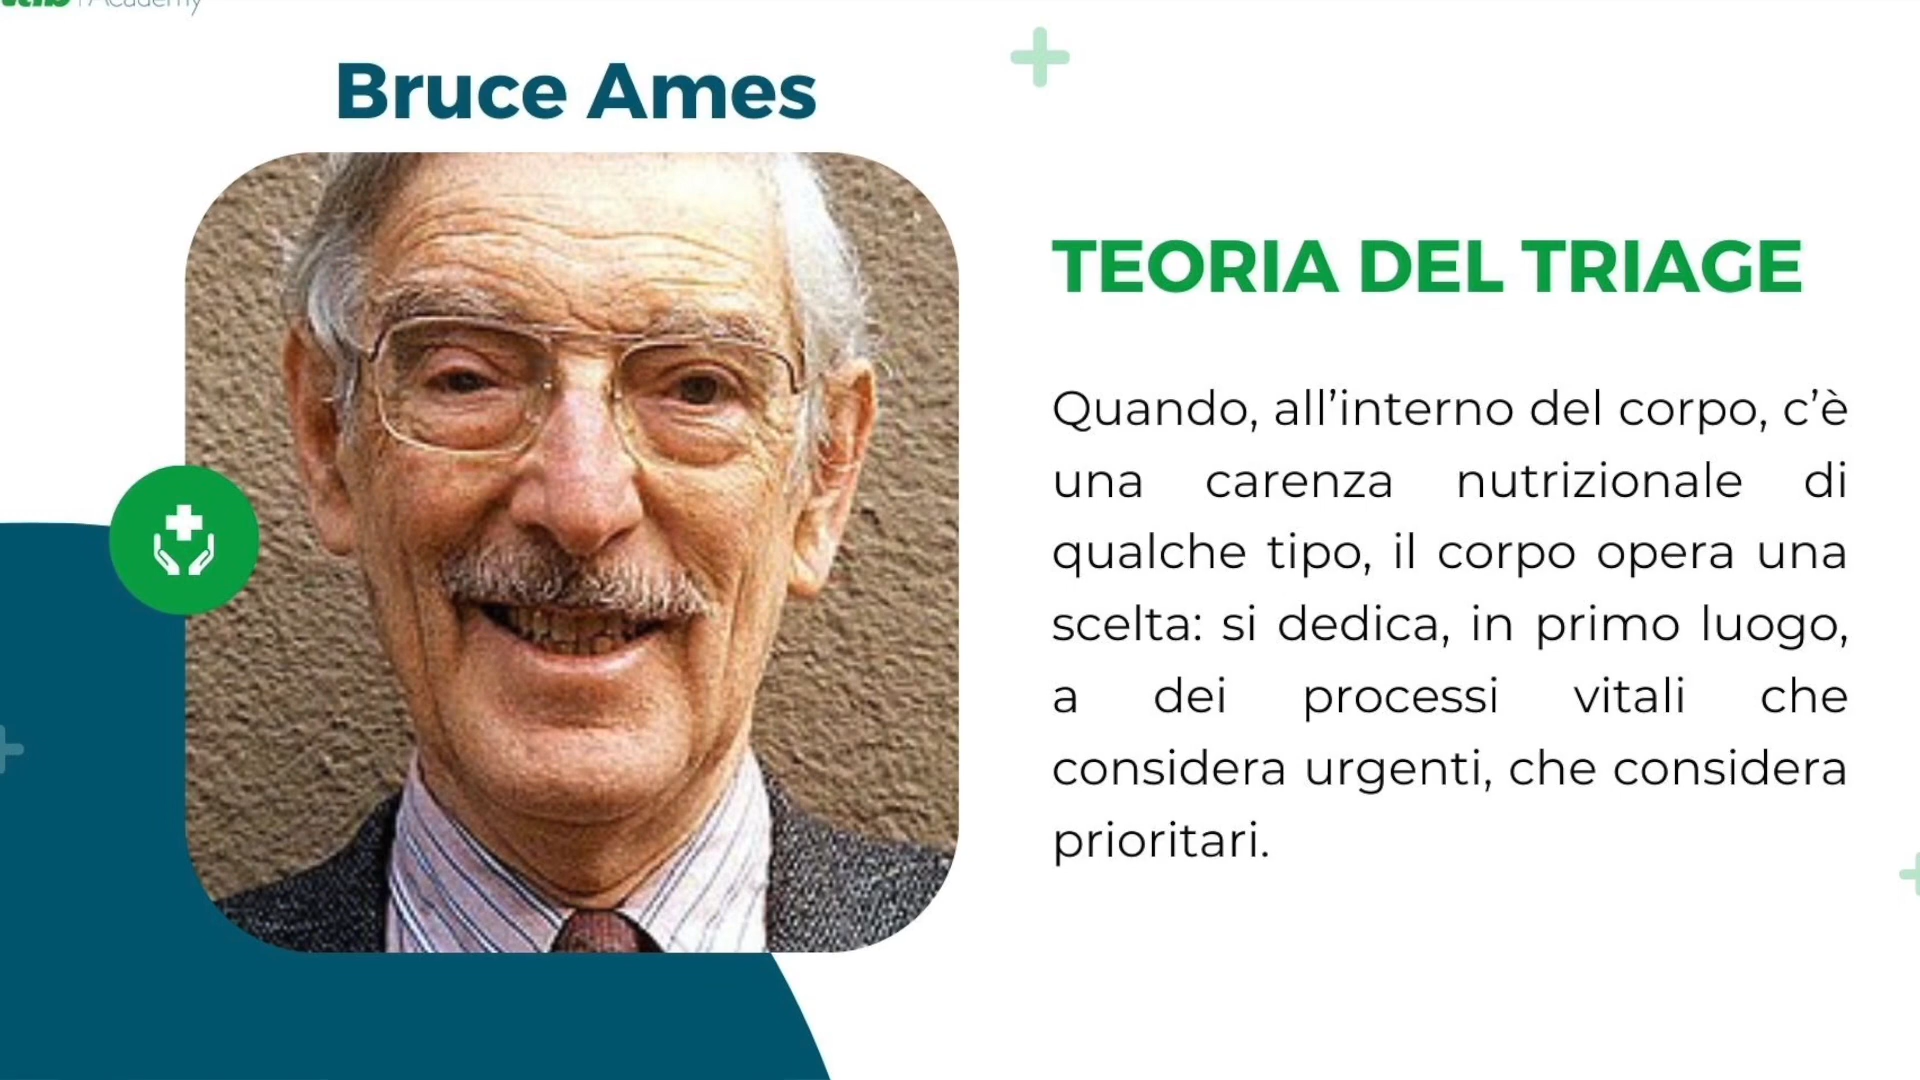 Academy
Bruce Ames
TEORIA DEL TRIAGE
Quando, all’interno del corpo, c’è
una carenza nutrizionale di
qualche tipo, il corpo opera una
scelta: si dedica, in primo luogo,
a dei processi vitali che
considera urgenti, che considera
prioritari.